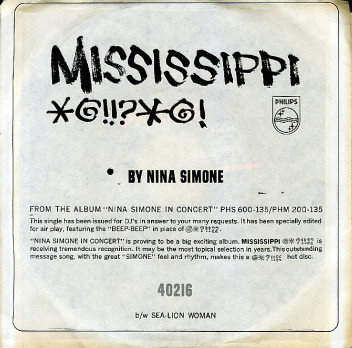 MISSISSIPPI
*@!!?*@!
PHILIPS
BY NINA SIMONE
FROM THE ALBUM "NINA SIMONE IN CONCERT" PHS 600-135/PHM 200-135
This single has been issued for DJ's in answer to your many requests. It has been specially edited
for air play, featuring the "BEEP-BEEP" in place of @*?!!??
"NINA SIMONE IN CONCERT" is proving to be a big exciting album. MISSISSIPPI @*?!!?? is
receiving tremendous recognition. It may be the most topical selection in years. This outstanding
message song, with the great "SIMONE" feel and rhythm, makes this a @*?!!?? hot disc.
40216
b/w SEA-LION WOMAN